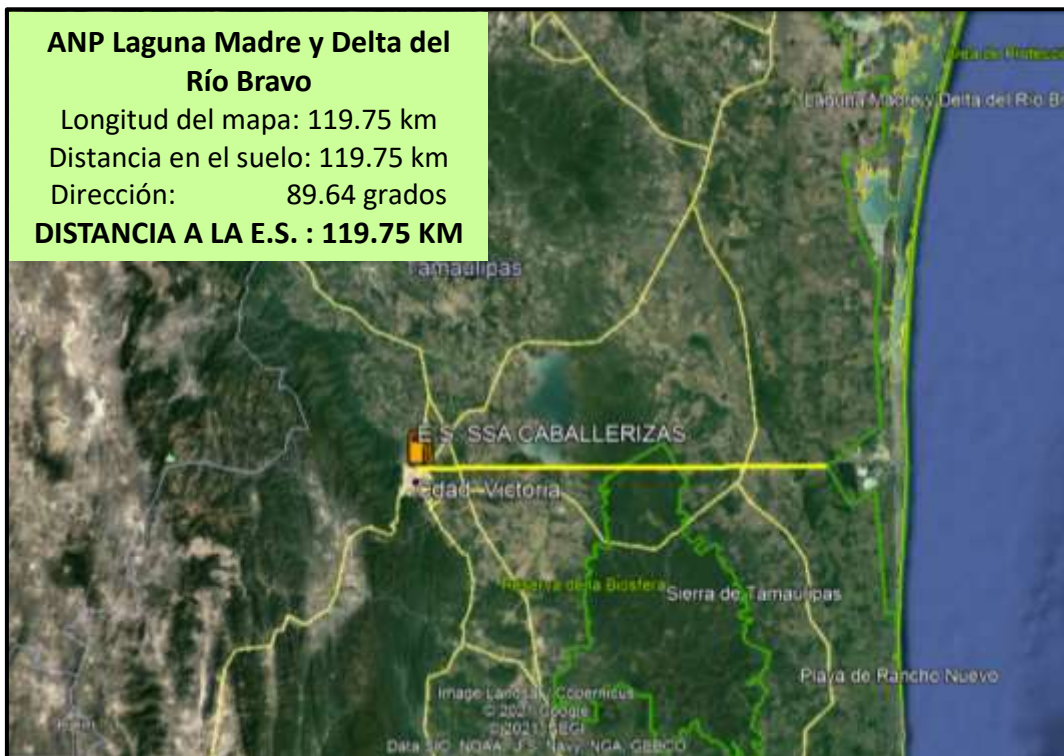 ANP Laguna Madre y Delta del
Río Bravo
Longitud del mapa: 119.75 km
Distancia en el suelo: 119.75 km
Dirección: 89.64 grados
DISTANCIA A LA E.S. : 119.75 KM
Laguna Madre y Delta del Rio B
Tamaulipas
E.S. SSA CABALLERIZAS
Cdad. Victoria
Reserva de la Biosfera
Sierra de Tamaulipas
Playa de Rancho Nuevo
Image Landsat / Copernicus
© 2021 Google
© 2021 INEGI
Data SIO, NOAA, U.S. Navy, NGA, GEBCO